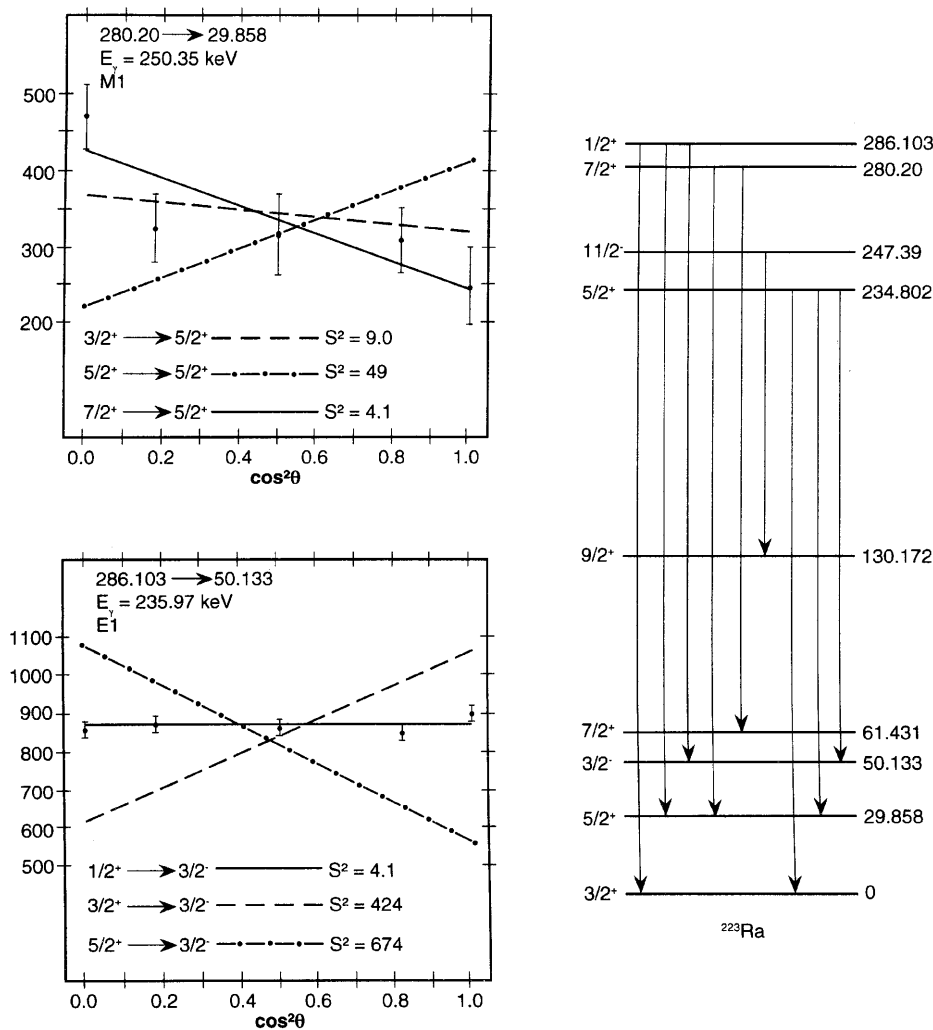 280.20 → 29.858
Eγ = 250.35 keV
M1
500
400
300
200
3/2+ → 5/2+ S² = 9.0
5/2+ → 5/2+ S² = 49
7/2+ → 5/2+ S² = 4.1
0.0 0.2 0.4 0.6 0.8 1.0
cos²θ
286.103 → 50.133
Eγ = 235.97 keV
E1
1100
1000
900
800
700
600
500
1/2+ → 3/2- S² = 4.1
3/2+ → 3/2- S² = 424
5/2+ → 3/2- S² = 674
0.0 0.2 0.4 0.6 0.8 1.0
cos²θ
1/2+ 286.103
7/2+ 280.20
11/2- 247.39
5/2+ 234.802
9/2+ 130.172
7/2+ 61.431
3/2- 50.133
5/2+ 29.858
3/2+ 0
²²³Ra